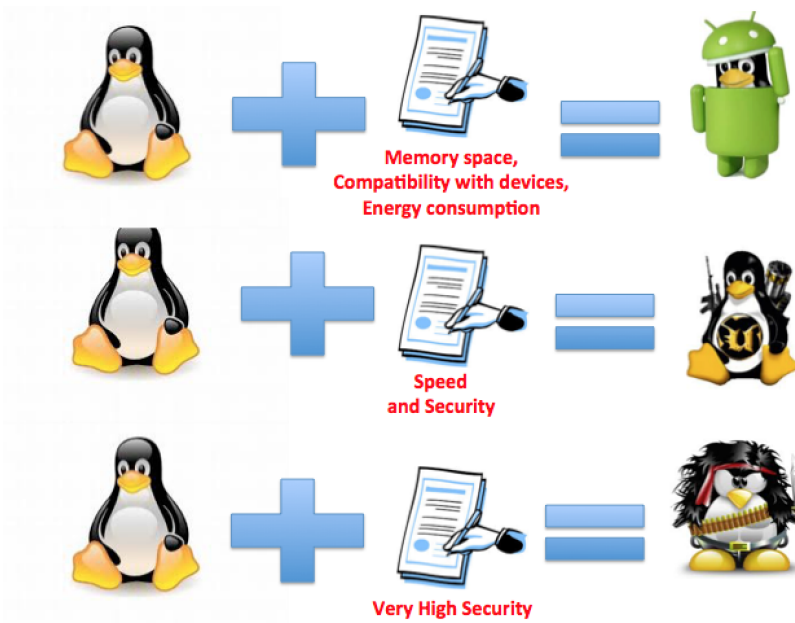 Memory space,
Compatibility with devices,
Energy consumption
Speed
and Security
Very High Security